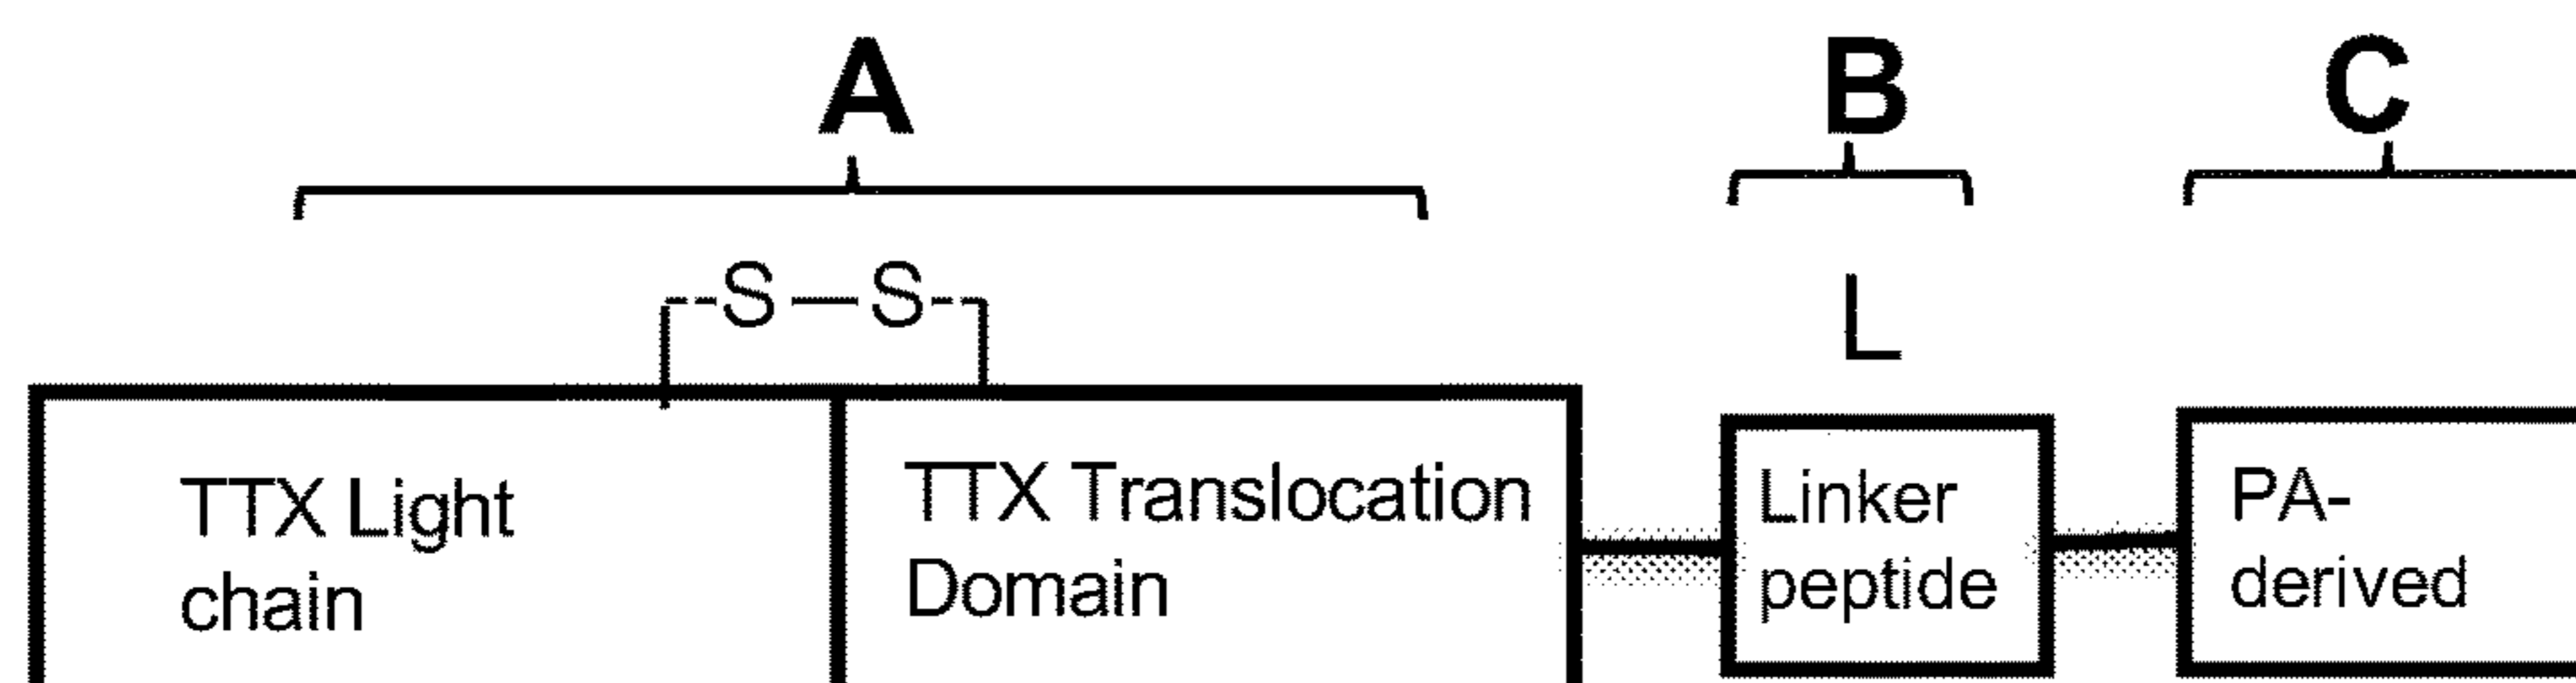 A B C
S — S
L
TTX Light
chain
TTX Translocation
Domain
Linker
peptide
PA-
derived